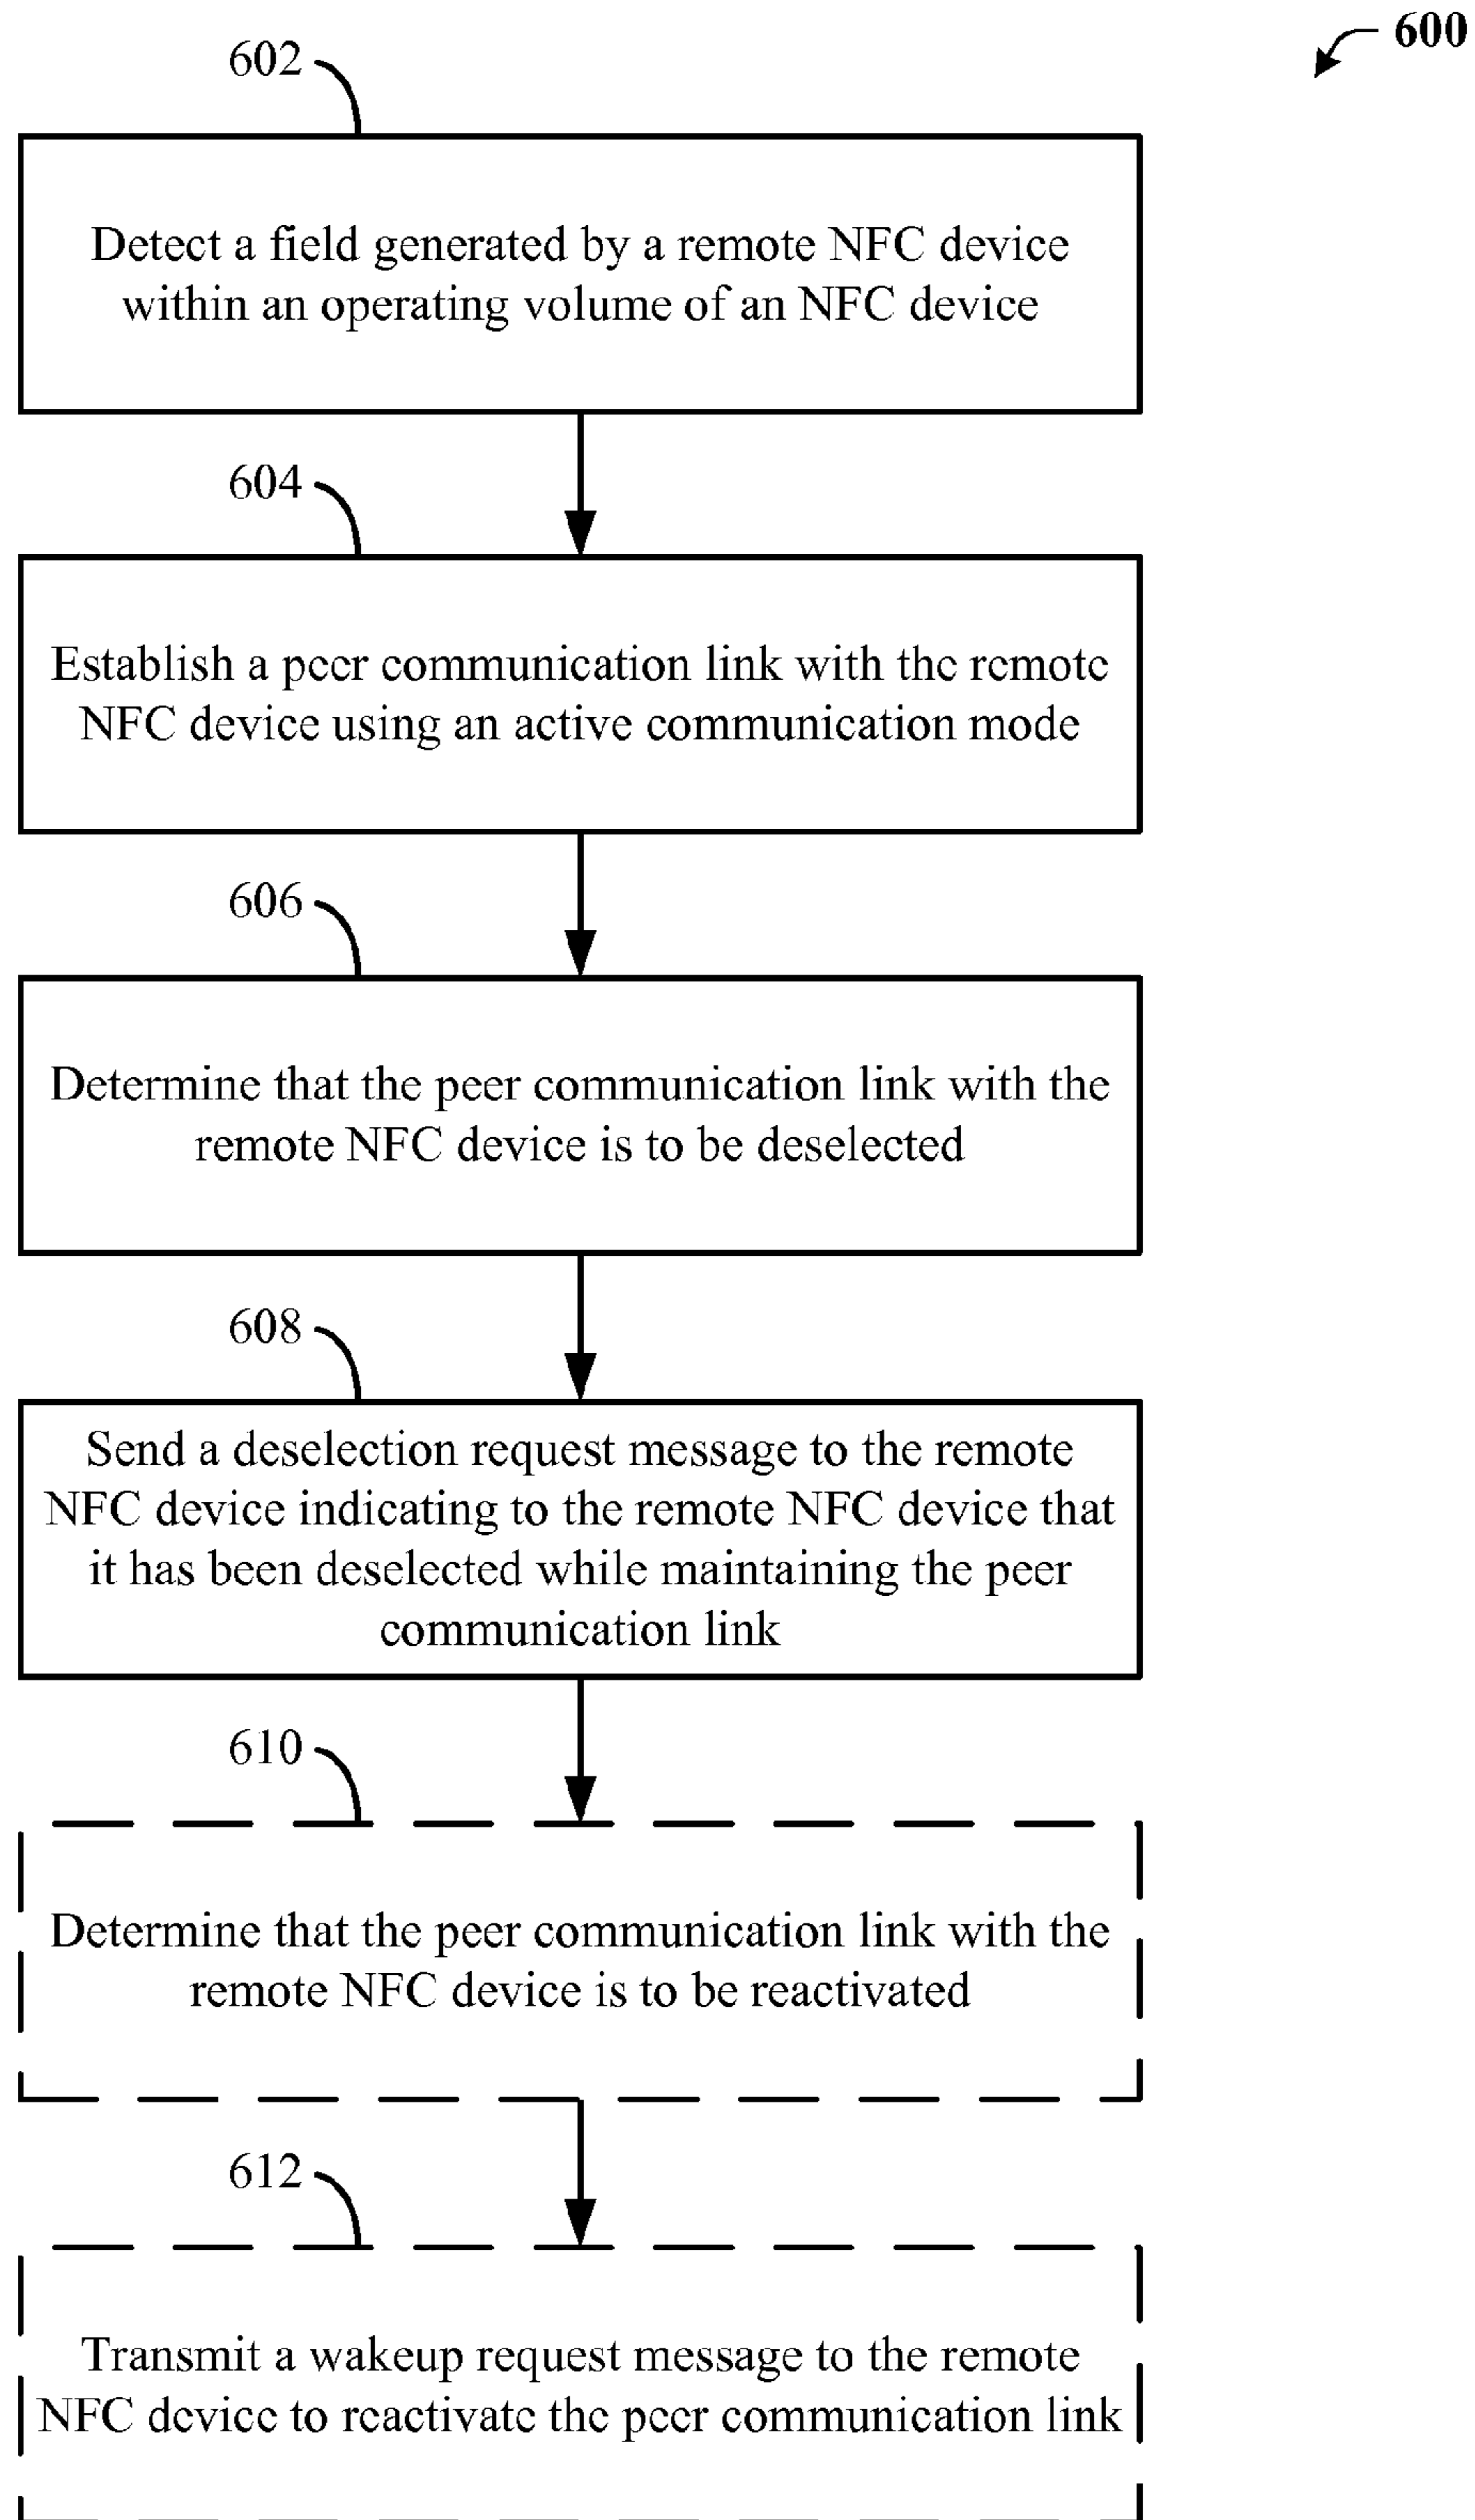 600
602
Detect a field generated by a remote NFC device
within an operating volume of an NFC device
604
Establish a peer communication link with the remote
NFC device using an active communication mode
606
Determine that the peer communication link with the
remote NFC device is to be deselected
608
Send a deselection request message to the remote
NFC device indicating to the remote NFC device that
it has been deselected while maintaining the peer
communication link
610
Determine that the peer communication link with the
remote NFC device is to be reactivated
612
Transmit a wakeup request message to the remote
NFC device to reactivate the peer communication link